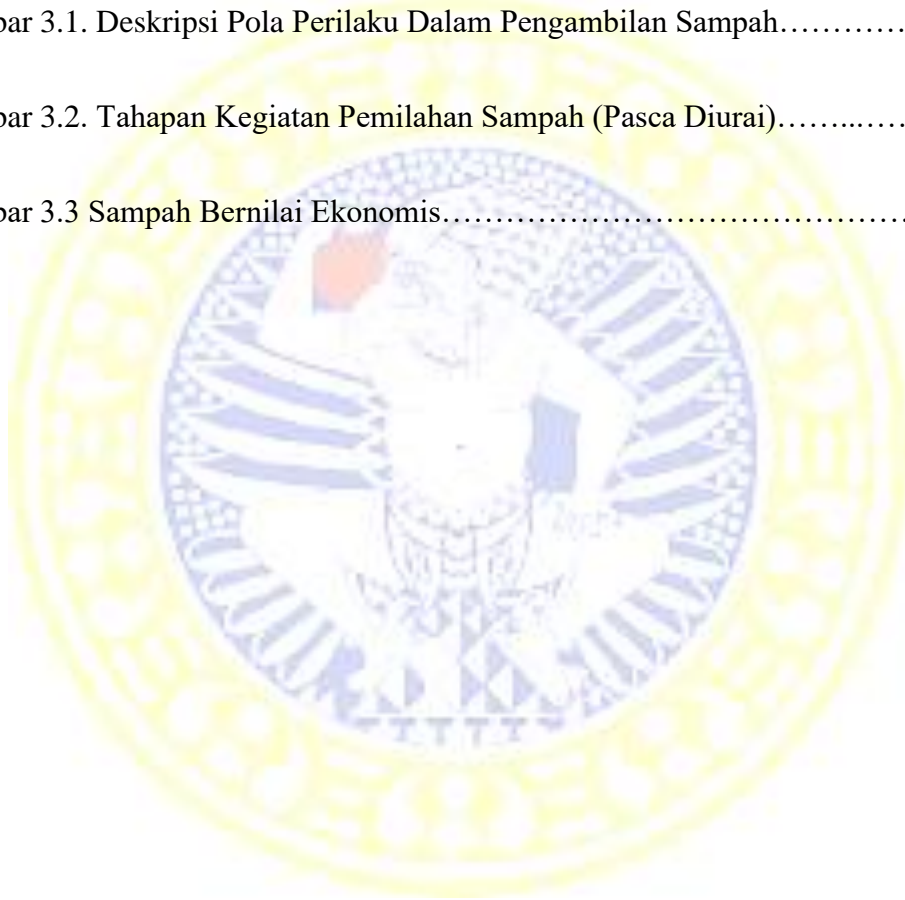 bar 3.1. Deskripsi Pola Perilaku Dalam Pengambilan Sampah…………
bar 3.2. Tahapan Kegiatan Pemilahan Sampah (Pasca Diurai)……...……
bar 3.3 Sampah Bernilai Ekonomis……………………………………